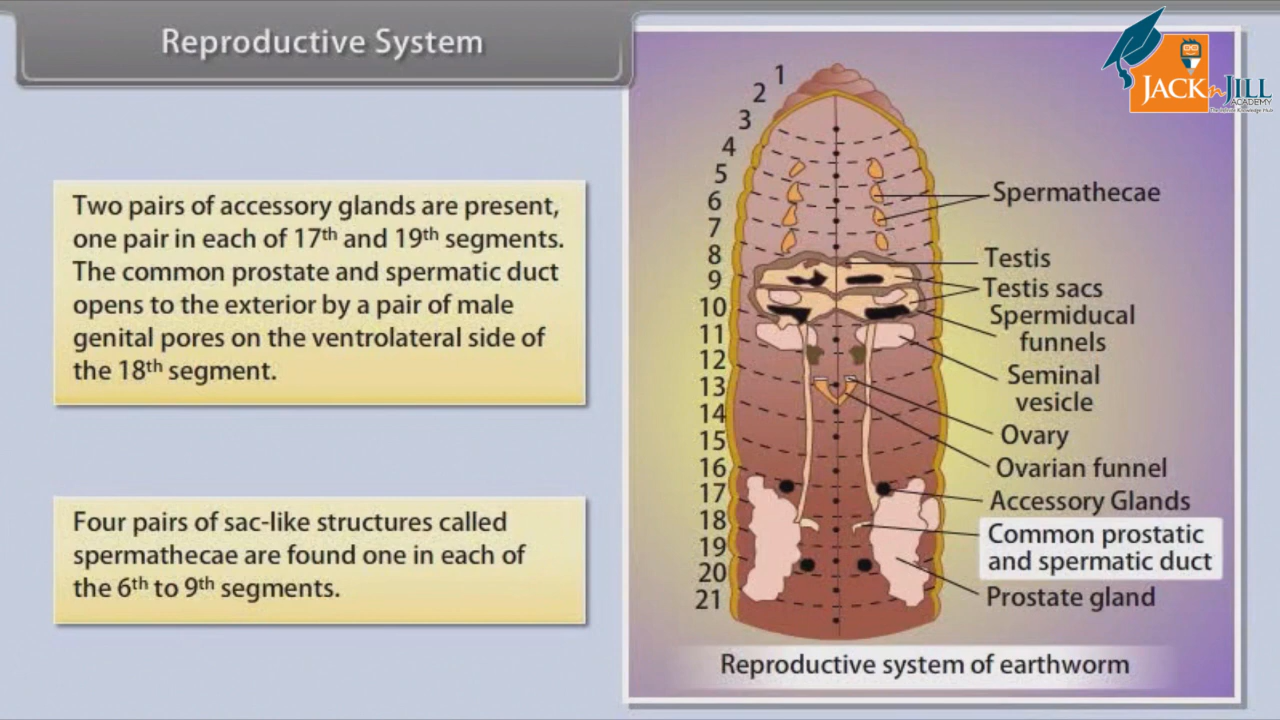 Reproductive System
Two pairs of accessory glands are present,
one pair in each of 17th and 19th segments.
The common prostate and spermatic duct
opens to the exterior by a pair of male
genital pores on the ventrolateral side of
the 18th segment.
Four pairs of sac-like structures called
spermathecae are found one in each of
the 6th to 9th segments.
1
2
3
4
5
6
7
8
9
10
11
12
13
14
15
16
17
18
19
20
21
Spermathecae
Testis
Testis sacs
Spermiducal
funnels
Seminal
vesicle
Ovary
Ovarian funnel
Accessory Glands
Common prostatic
and spermatic duct
Prostate gland
Reproductive system of earthworm
JACK n JILL
ACADEMY